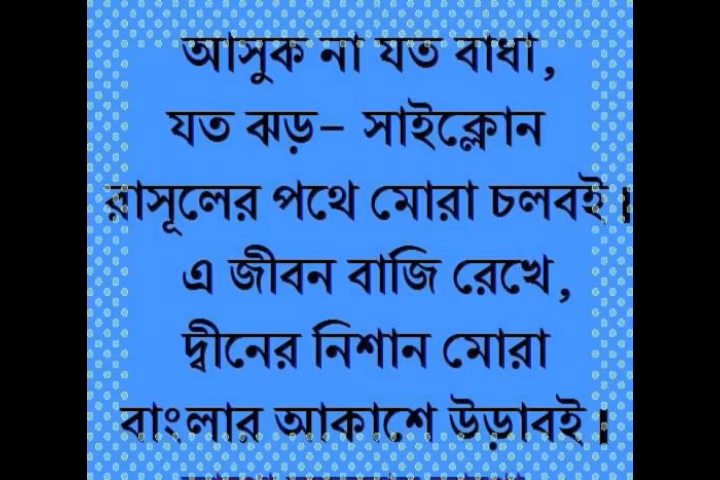 আসুক না যত বাধা,
যত ঝড়- সাইক্লোন
রাসূলের পথে মোরা চলবই।
এ জীবন বাজি রেখে,
দ্বীনের নিশান মোরা
বাংলার আকাশে উড়াবই।